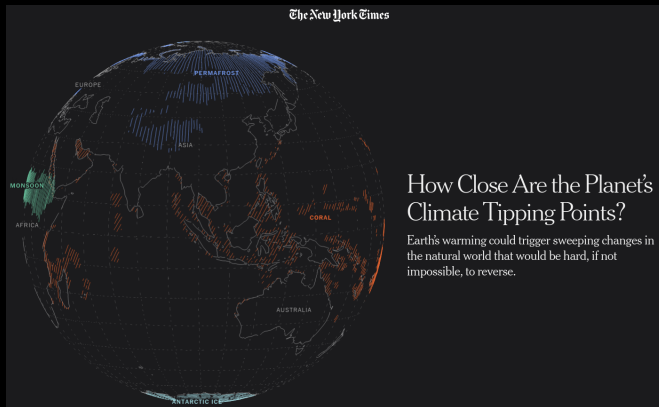 The New York Times
PERMAFROST
EUROPE
ASIA
MONSOON
AFRICA
CORAL
AUSTRALIA
ANTARCTIC ICE
How Close Are the Planet's
Climate Tipping Points?
Earth's warming could trigger sweeping changes in
the natural world that would be hard, if not
impossible, to reverse.